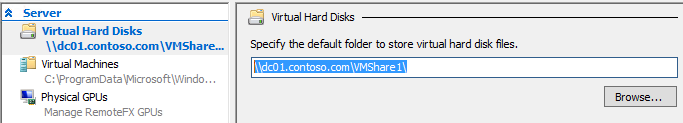 Server
Virtual Hard Disks
\\dc01.contoso.com\VMShare...
Virtual Machines
C:\ProgramData\Microsoft\Windo...
Physical GPUs
Manage RemoteFX GPUs
Virtual Hard Disks
Specify the default folder to store virtual hard disk files.
\\dc01.contoso.com\VMShare1\
Browse...